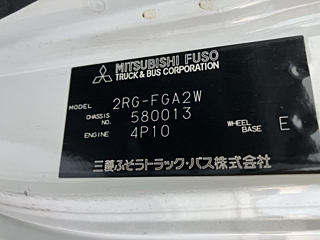 MITSUBISHI FUSO
TRUCK & BUS CORPORATION
MODEL 2RG-FGA2W
CHASSIS NO. 580013
ENGINE 4P10 WHEEL BASE E
三菱ふそうトラック・バス株式会社